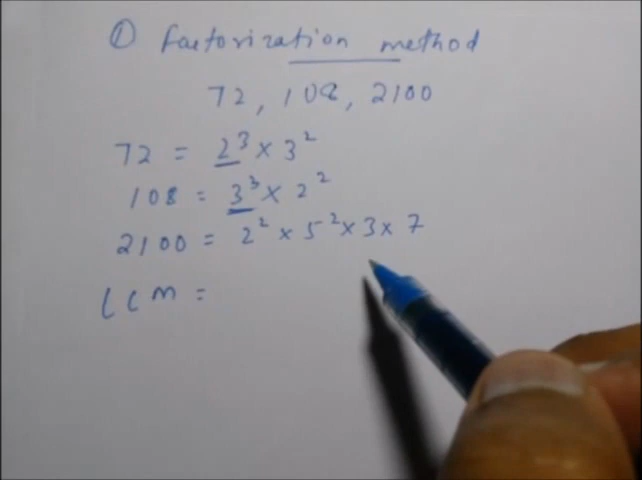 ① Factorization method
72, 108, 2100
72 = 2³ × 3²
108 = 3³ × 2²
2100 = 2² × 5² × 3 × 7
LCM =